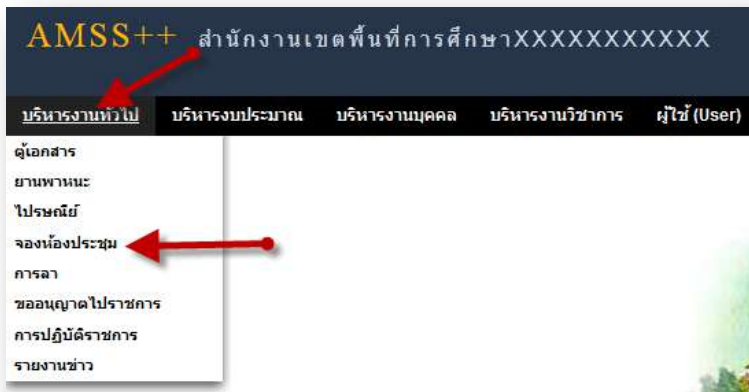 AMSS++ สำนักงานเขตพื้นที่การศึกษาXXXXXXXXXXX
บริหารงานทั่วไป บริหารงบประมาณ บริหารงานบุคคล บริหารงานวิชาการ ผู้ใช้ (User)
ตู้เอกสาร
ยานพาหนะ
ไปรษณีย์
จองห้องประชุม
การลา
ขออนุญาตไปราชการ
การปฏิบัติราชการ
รายงานข่าว